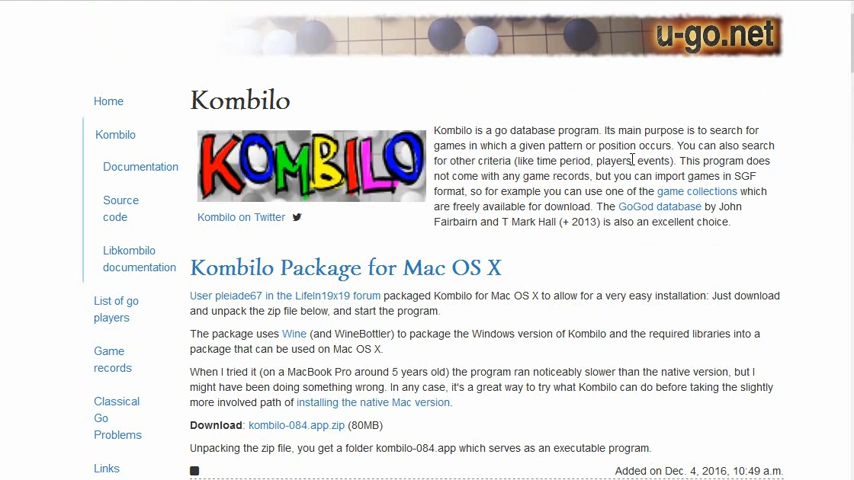 u-go.net
Home
Kombilo
Documentation
Source
code
Libkombilo
documentation
List of go
players
Game
records
Classical
Go
Problems
Links
Kombilo
KOMBILO
Kombilo on Twitter
Kombilo is a go database program. Its main purpose is to search for
games in which a given pattern or position occurs. You can also search
for other criteria (like time period, players, events). This program does
not come with any game records, but you can import games in SGF
format, so for example you can use one of the game collections which
are freely available for download. The GoGod database by John
Fairbairn and T Mark Hall (+ 2013) is also an excellent choice.
Kombilo Package for Mac OS X
User pleiade67 in the LifeIn19x19 forum packaged Kombilo for Mac OS X to allow for a very easy installation: Just download
and unpack the zip file below, and start the program.
The package uses Wine (and WineBottler) to package the Windows version of Kombilo and the required libraries into a
package that can be used on Mac OS X.
When I tried it (on a MacBook Pro around 5 years old) the program ran noticeably slower than the native version, but I
might have been doing something wrong. In any case, it's a great way to try what Kombilo can do before taking the slightly
more involved path of installing the native Mac version.
Download: kombilo-084.app.zip (80MB)
Unpacking the zip file, you get a folder kombilo-084.app which serves as an executable program.
Added on Dec. 4, 2016, 10:49 a.m.